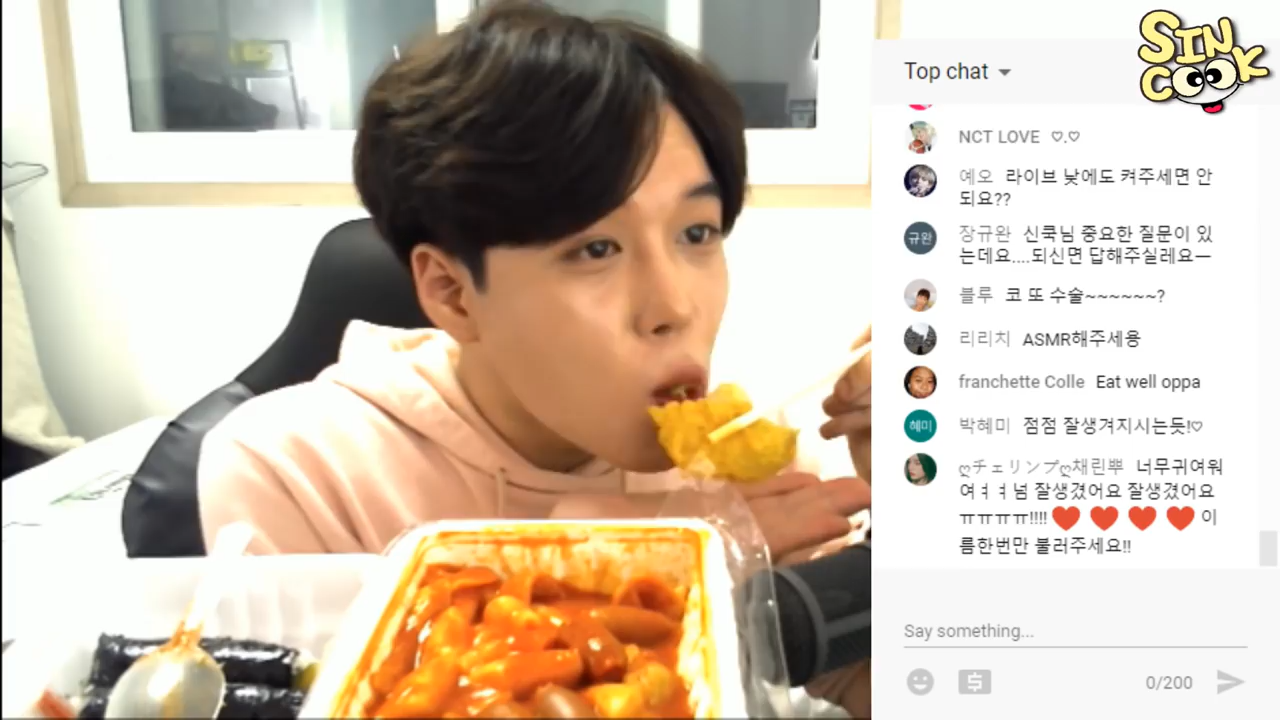 SIN
COOK
Top chat
NCT LOVE ♡.♡
예오 라이브 낮에도 켜주세면 안
되요??
규완
장규완 신쿡님 중요한 질문이 있
는데요....되신면 답해주실레요ㅡ
블루 코 또 수술~~~~~~?
리리치 ASMR해주세용
franchette Colle Eat well oppa
혜미
박혜미 점점 잘생겨지시는듯!♡
ღチェリンプღ채린뿌 너무귀여워
여ㅕㅕ넘 잘생겼어요 잘생겼어요
ㅠㅠㅠㅠ!!!!❤️ ❤️ ❤️ ❤️ 이
름한번만 불러주세요!!
Say something...
0/200